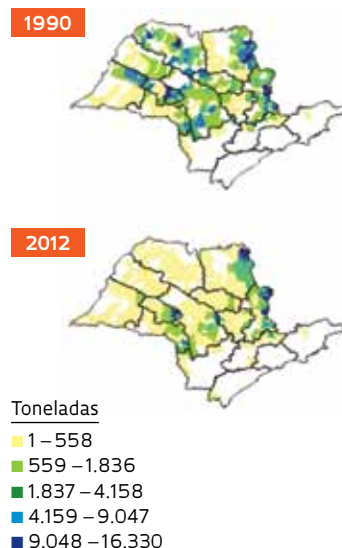 1990
2012
Toneladas
1 – 558
559 – 1.836
1.837 – 4.158
4.159 – 9.047
9.048 – 16.330